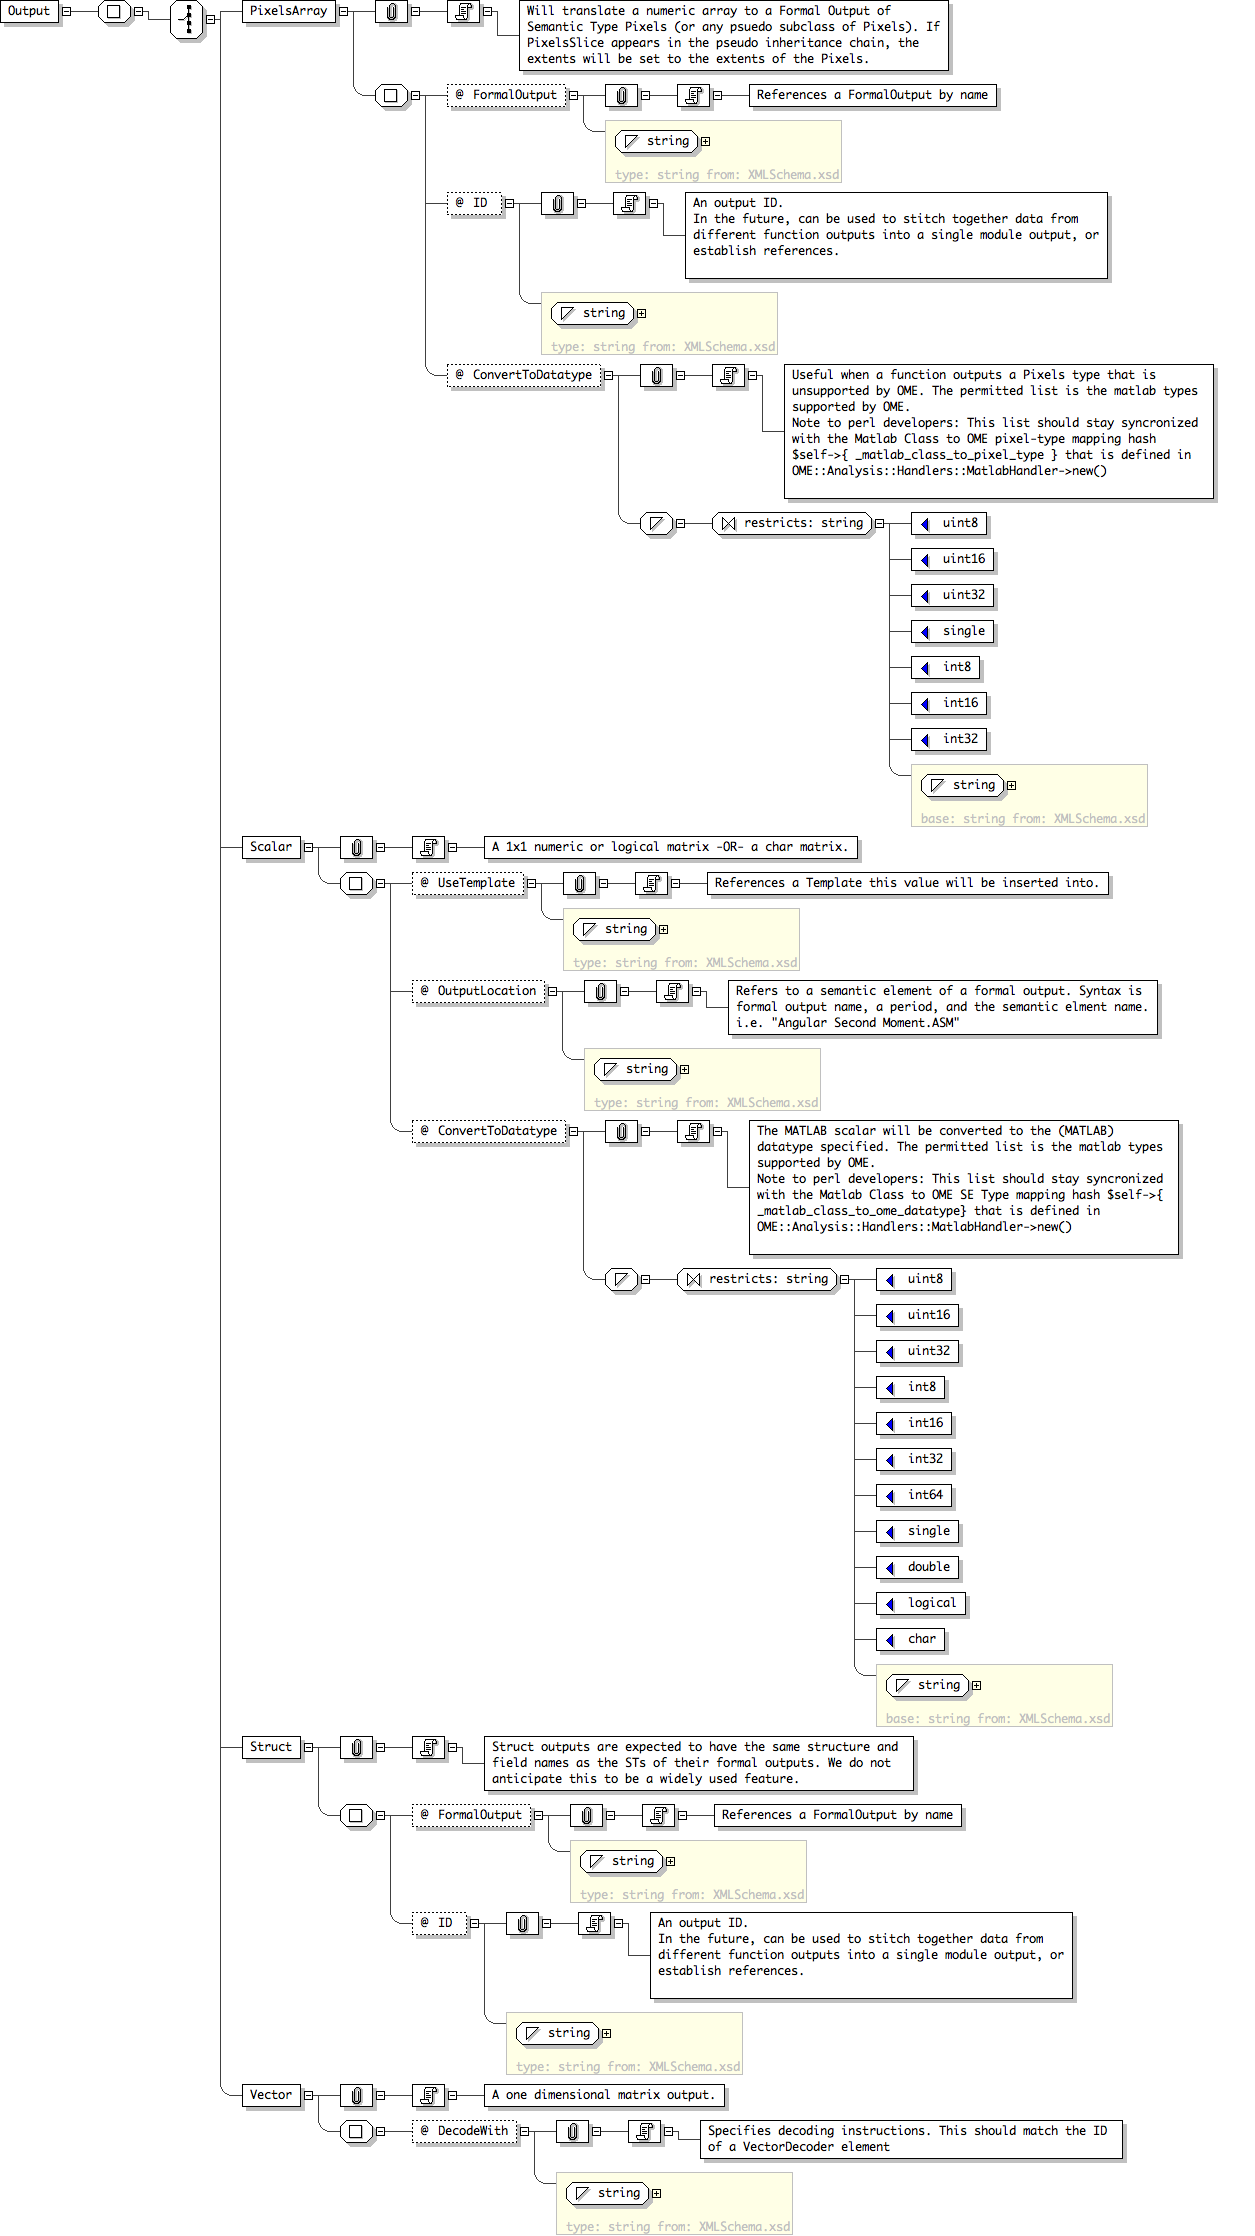 Output
PixelsArray
Will translate a numeric array to a Formal Output of
Semantic Type Pixels (or any psuedo subclass of Pixels). If
PixelsSlice appears in the pseudo inheritance chain, the
extents will be set to the extents of the Pixels.
@ FormalOutput
References a FormalOutput by name
string
type: string from: XMLSchema.xsd
@ ID
An output ID.
In the future, can be used to stitch together data from
different function outputs into a single module output, or
establish references.
string
type: string from: XMLSchema.xsd
@ ConvertToDatatype
Useful when a function outputs a Pixels type that is
unsupported by OME. The permitted list is the matlab types
supported by OME.
Note to perl developers: This list should stay syncronized
with the Matlab Class to OME pixel-type mapping hash
$self->{ _matlab_class_to_pixel_type } that is defined in
OME::Analysis::Handlers::MatlabHandler->new()
restricts: string
uint8
uint16
uint32
single
int8
int16
int32
string
base: string from: XMLSchema.xsd
Scalar
A 1x1 numeric or logical matrix -OR- a char matrix.
@ UseTemplate
References a Template this value will be inserted into.
string
type: string from: XMLSchema.xsd
@ OutputLocation
Refers to a semantic element of a formal output. Syntax is
formal output name, a period, and the semantic elment name.
i.e. "Angular Second Moment.ASM"
string
type: string from: XMLSchema.xsd
@ ConvertToDatatype
The MATLAB scalar will be converted to the (MATLAB)
datatype specified. The permitted list is the matlab types
supported by OME.
Note to perl developers: This list should stay syncronized
with the Matlab Class to OME SE Type mapping hash $self->{
_matlab_class_to_ome_datatype} that is defined in
OME::Analysis::Handlers::MatlabHandler->new()
restricts: string
uint8
uint16
uint32
int8
int16
int32
int64
single
double
logical
char
string
base: string from: XMLSchema.xsd
Struct
Struct outputs are expected to have the same structure and
field names as the STs of their formal outputs. We do not
anticipate this to be a widely used feature.
@ FormalOutput
References a FormalOutput by name
string
type: string from: XMLSchema.xsd
@ ID
An output ID.
In the future, can be used to stitch together data from
different function outputs into a single module output, or
establish references.
string
type: string from: XMLSchema.xsd
Vector
A one dimensional matrix output.
@ DecodeWith
Specifies decoding instructions. This should match the ID
of a VectorDecoder element
string
type: string from: XMLSchema.xsd